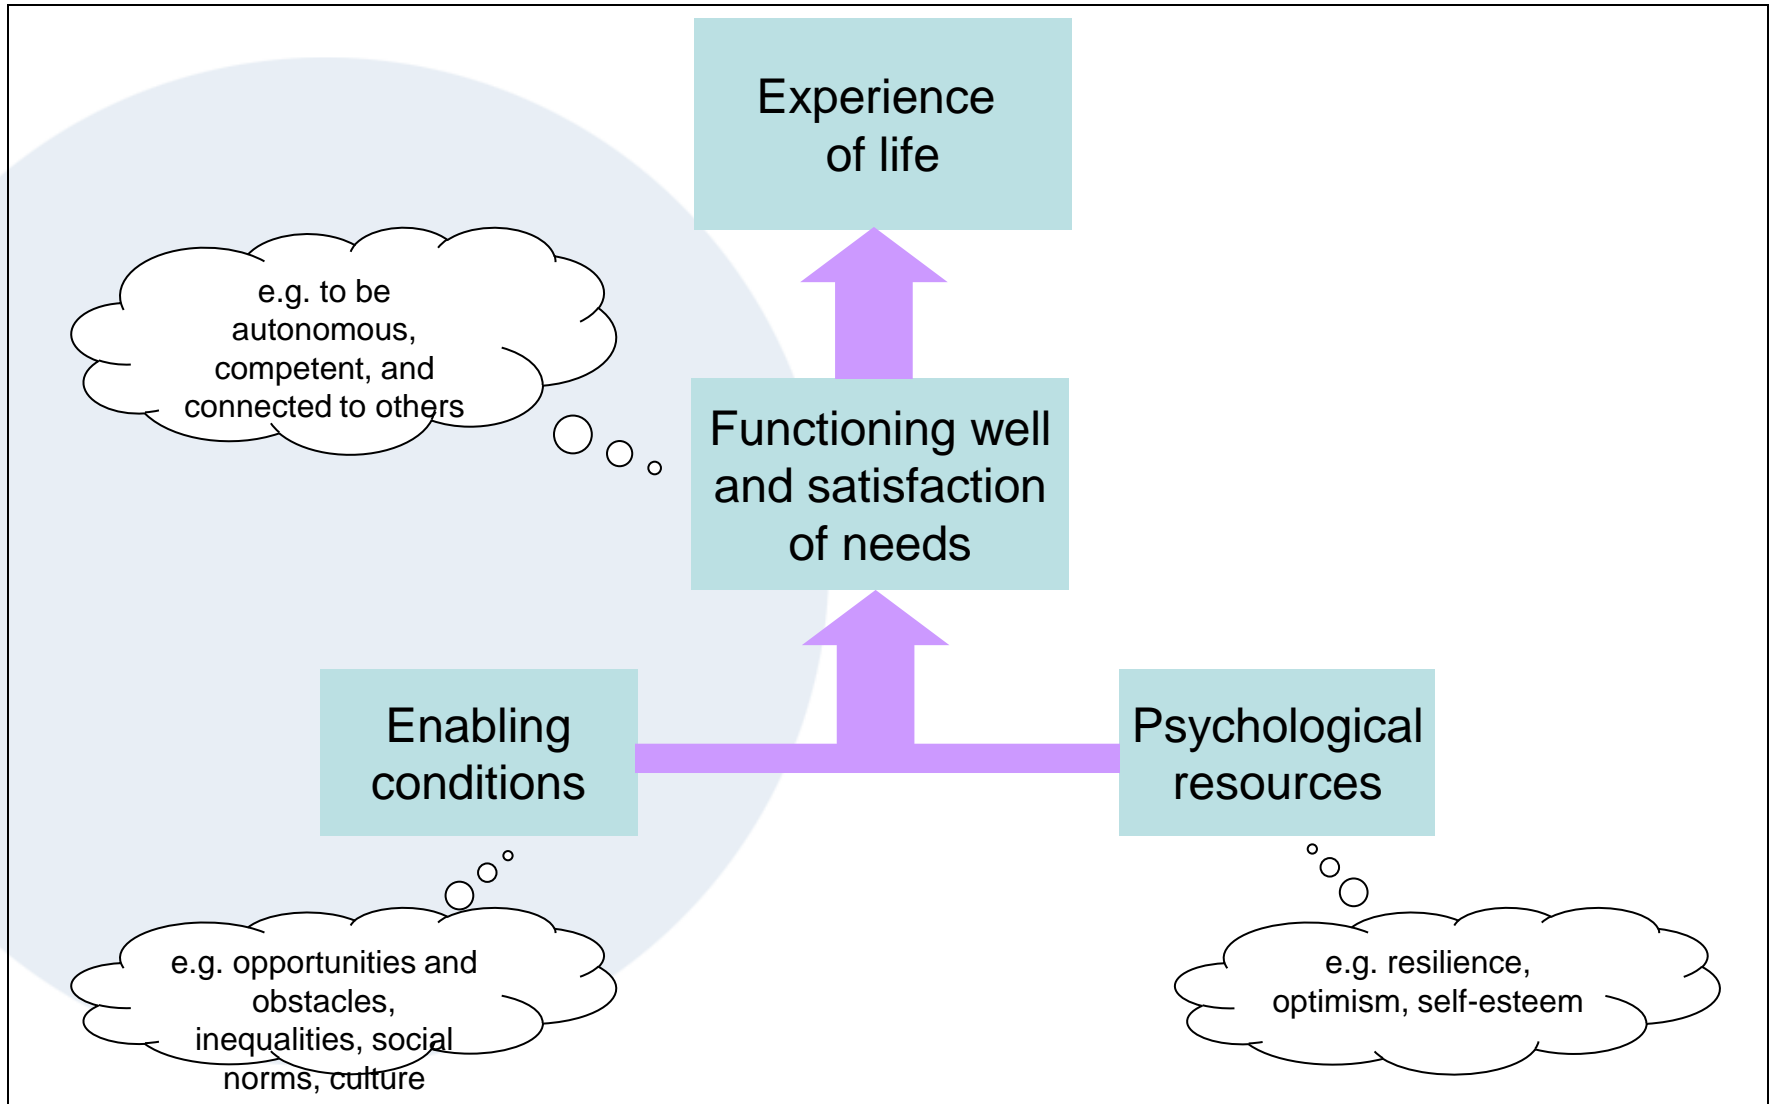 Experience
of life
e.g. to be
autonomous,
competent, and
connected to others
Functioning well
and satisfaction
of needs
Enabling
conditions
Psychological
resources
e.g. opportunities and
obstacles,
inequalities, social
norms, culture
e.g. resilience,
optimism, self-esteem